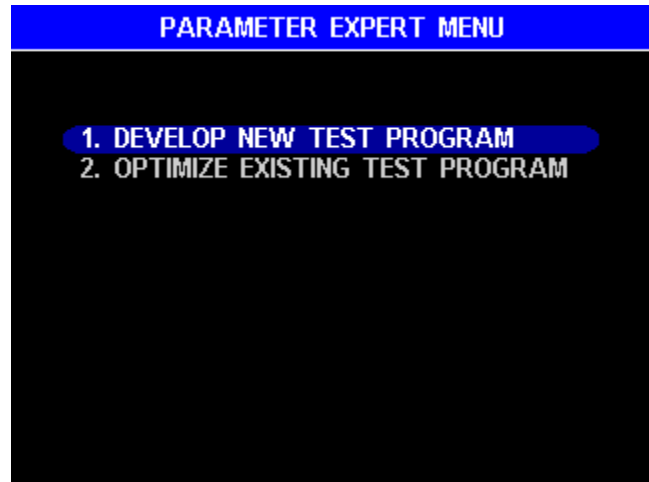 PARAMETER EXPERT MENU
1. DEVELOP NEW TEST PROGRAM
2. OPTIMIZE EXISTING TEST PROGRAM